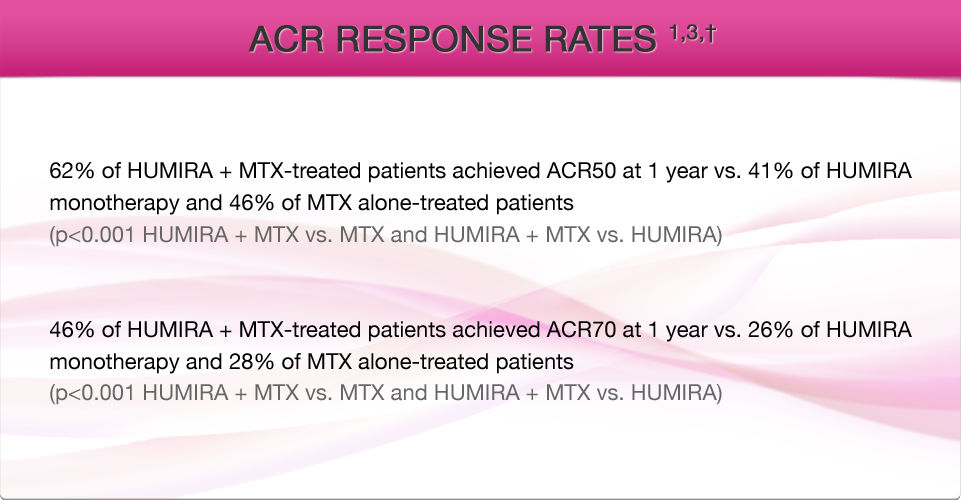 ACR RESPONSE RATES 1,3,†
62% of HUMIRA + MTX-treated patients achieved ACR50 at 1 year vs. 41% of HUMIRA
monotherapy and 46% of MTX alone-treated patients
(p<0.001 HUMIRA + MTX vs. MTX and HUMIRA + MTX vs. HUMIRA)
46% of HUMIRA + MTX-treated patients achieved ACR70 at 1 year vs. 26% of HUMIRA
monotherapy and 28% of MTX alone-treated patients
(p<0.001 HUMIRA + MTX vs. MTX and HUMIRA + MTX vs. HUMIRA)